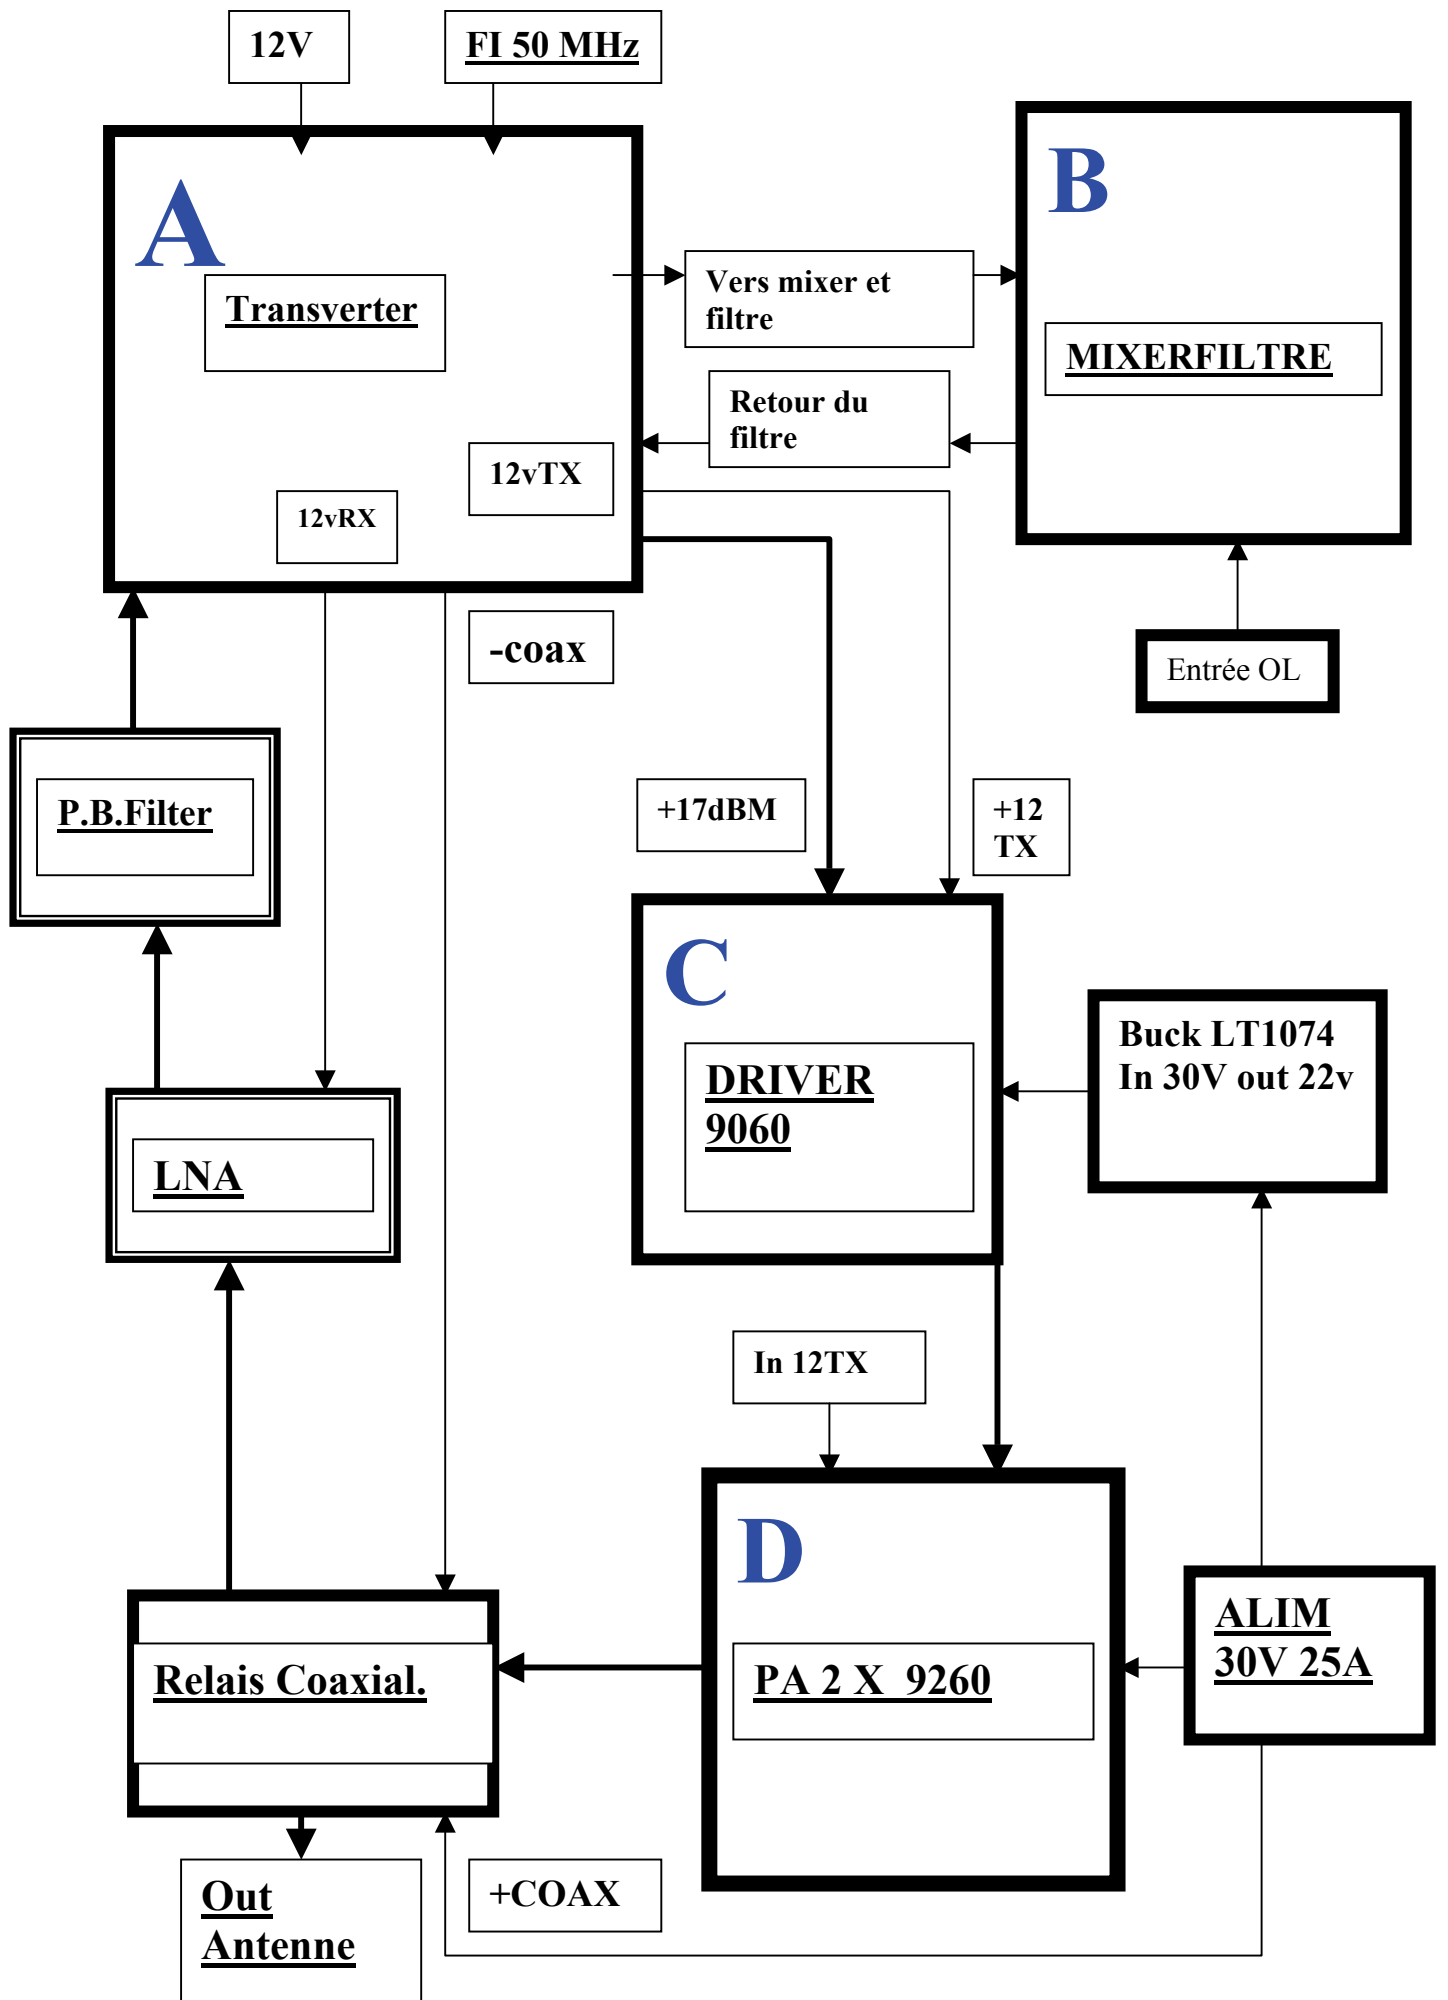 12V
FI 50 MHz
A
B
Vers mixer et
filtre
Transverter
MIXERFILTRE
Retour du
filtre
12vTX
12vRX
-coax
Entrée OL
P.B.Filter
+17dBM
+12
TX
C
Buck LT1074
In 30V out 22v
DRIVER
9060
LNA
In 12TX
D
ALIM
30V 25A
Relais Coaxial.
PA 2 X 9260
Out
Antenne
+COAX